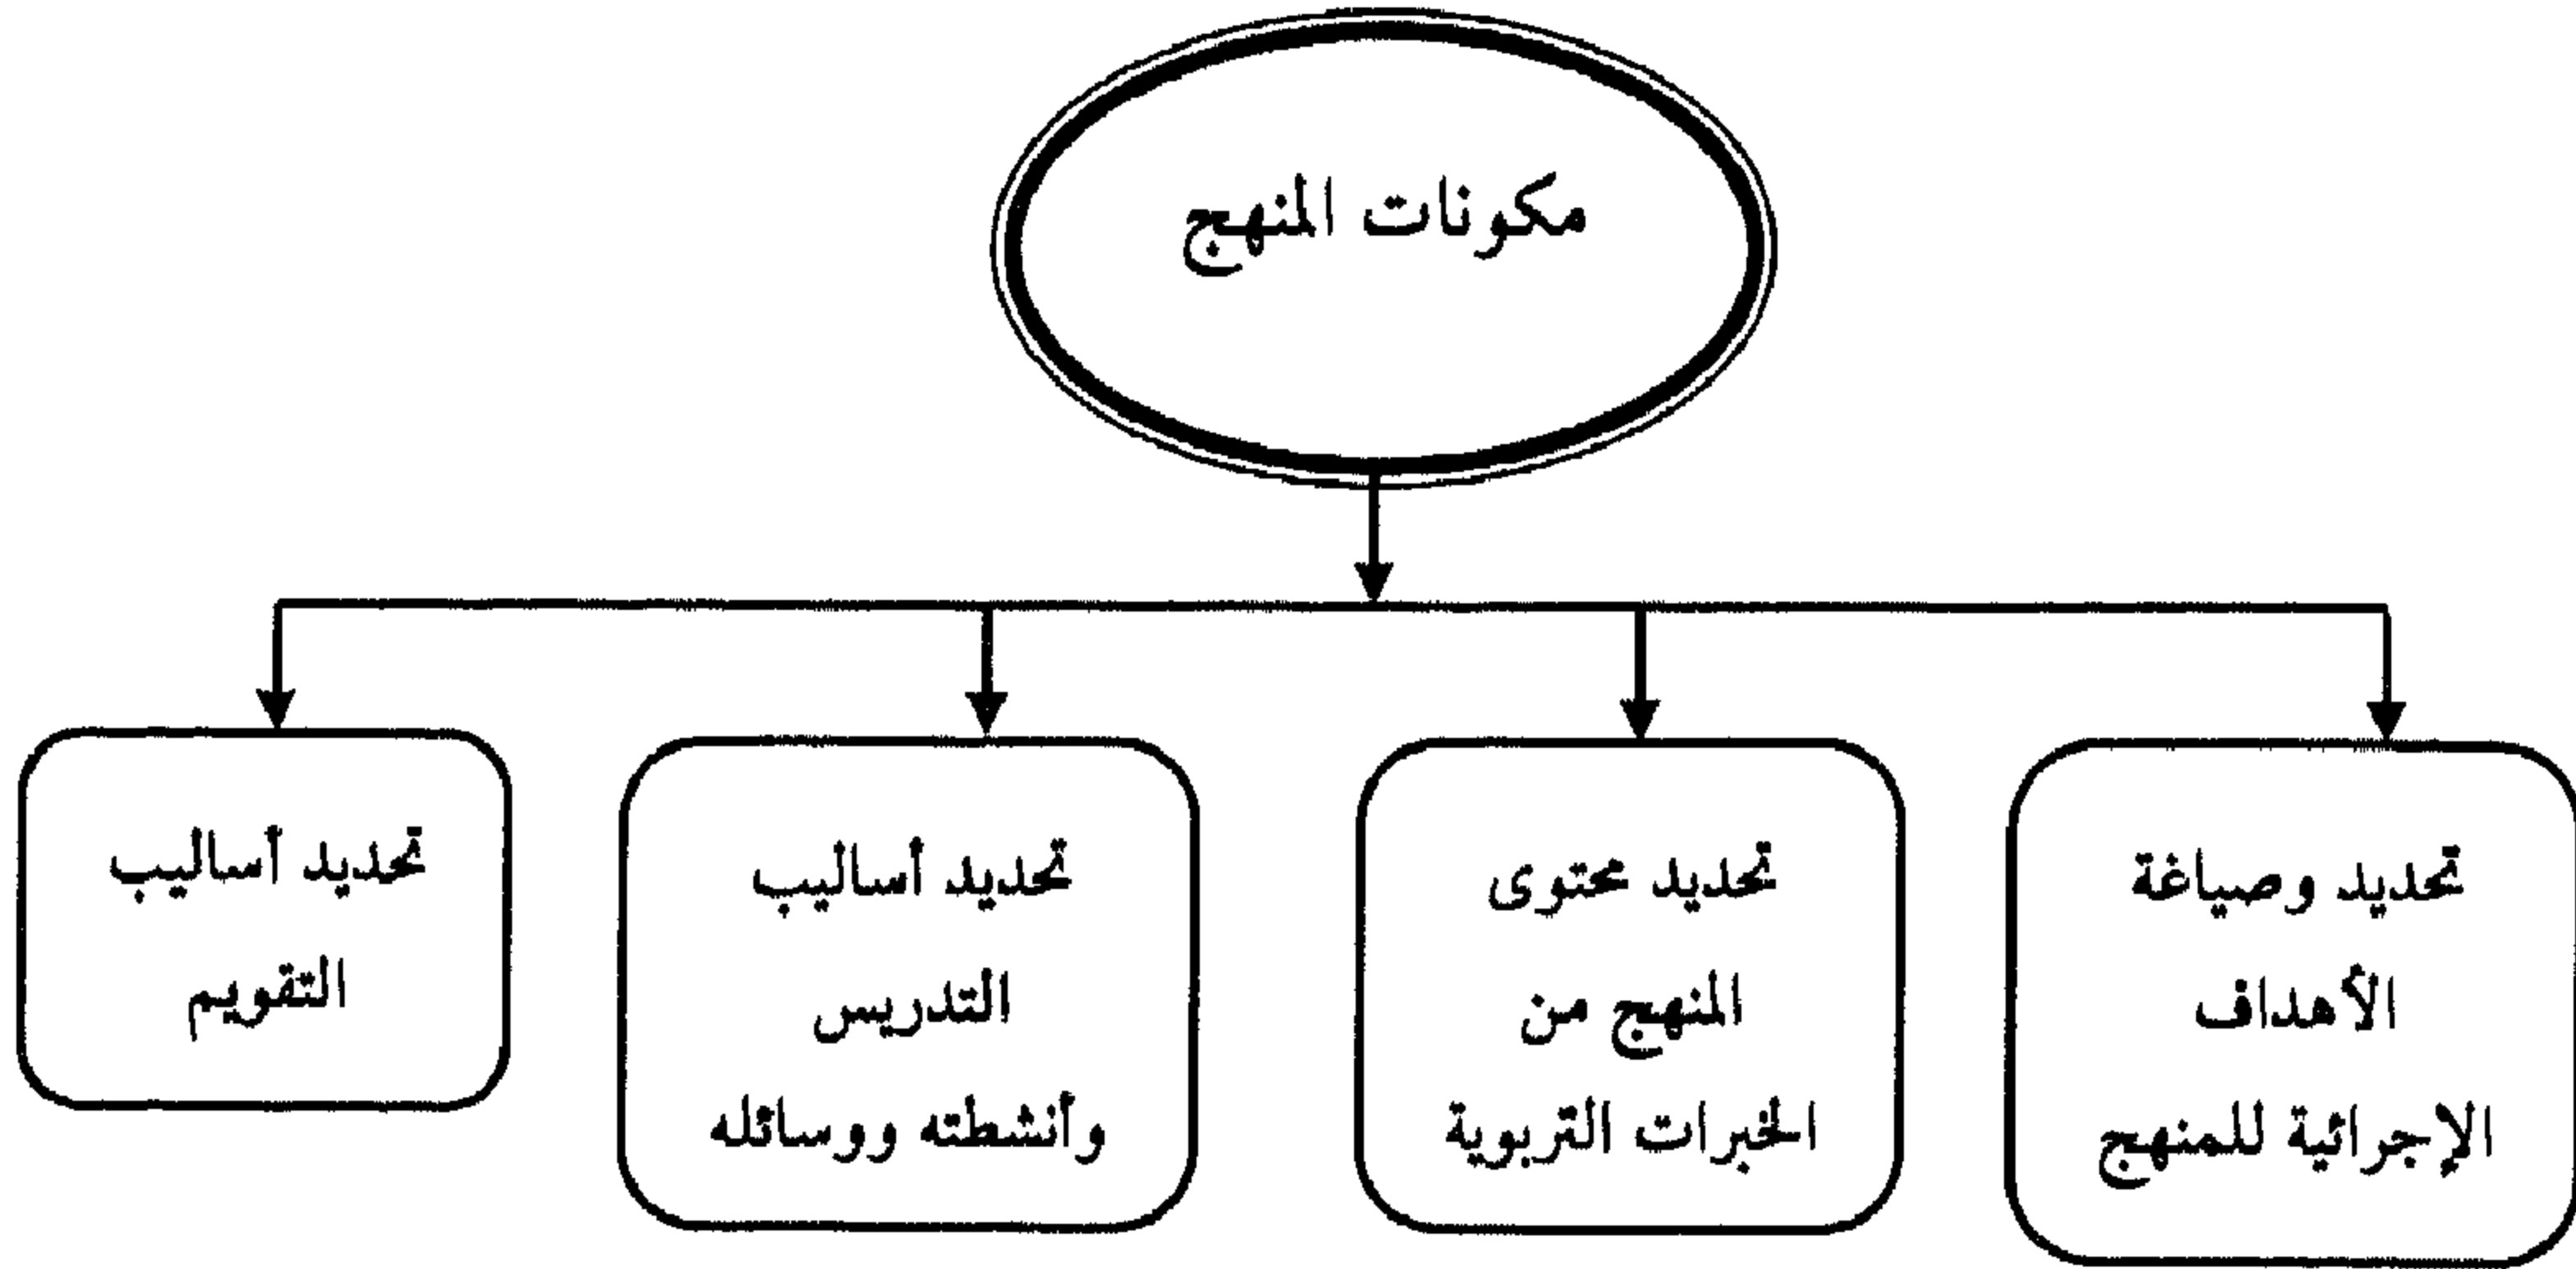 مكونات المنهج
تحديد وصياغة
الأهداف
الإجرائية للمنهج
تحديد محتوى
المنهج من
الخبرات التربوية
تحديد أساليب
التدريس
وأنشطته ووسائله
تحديد أساليب
التقويم